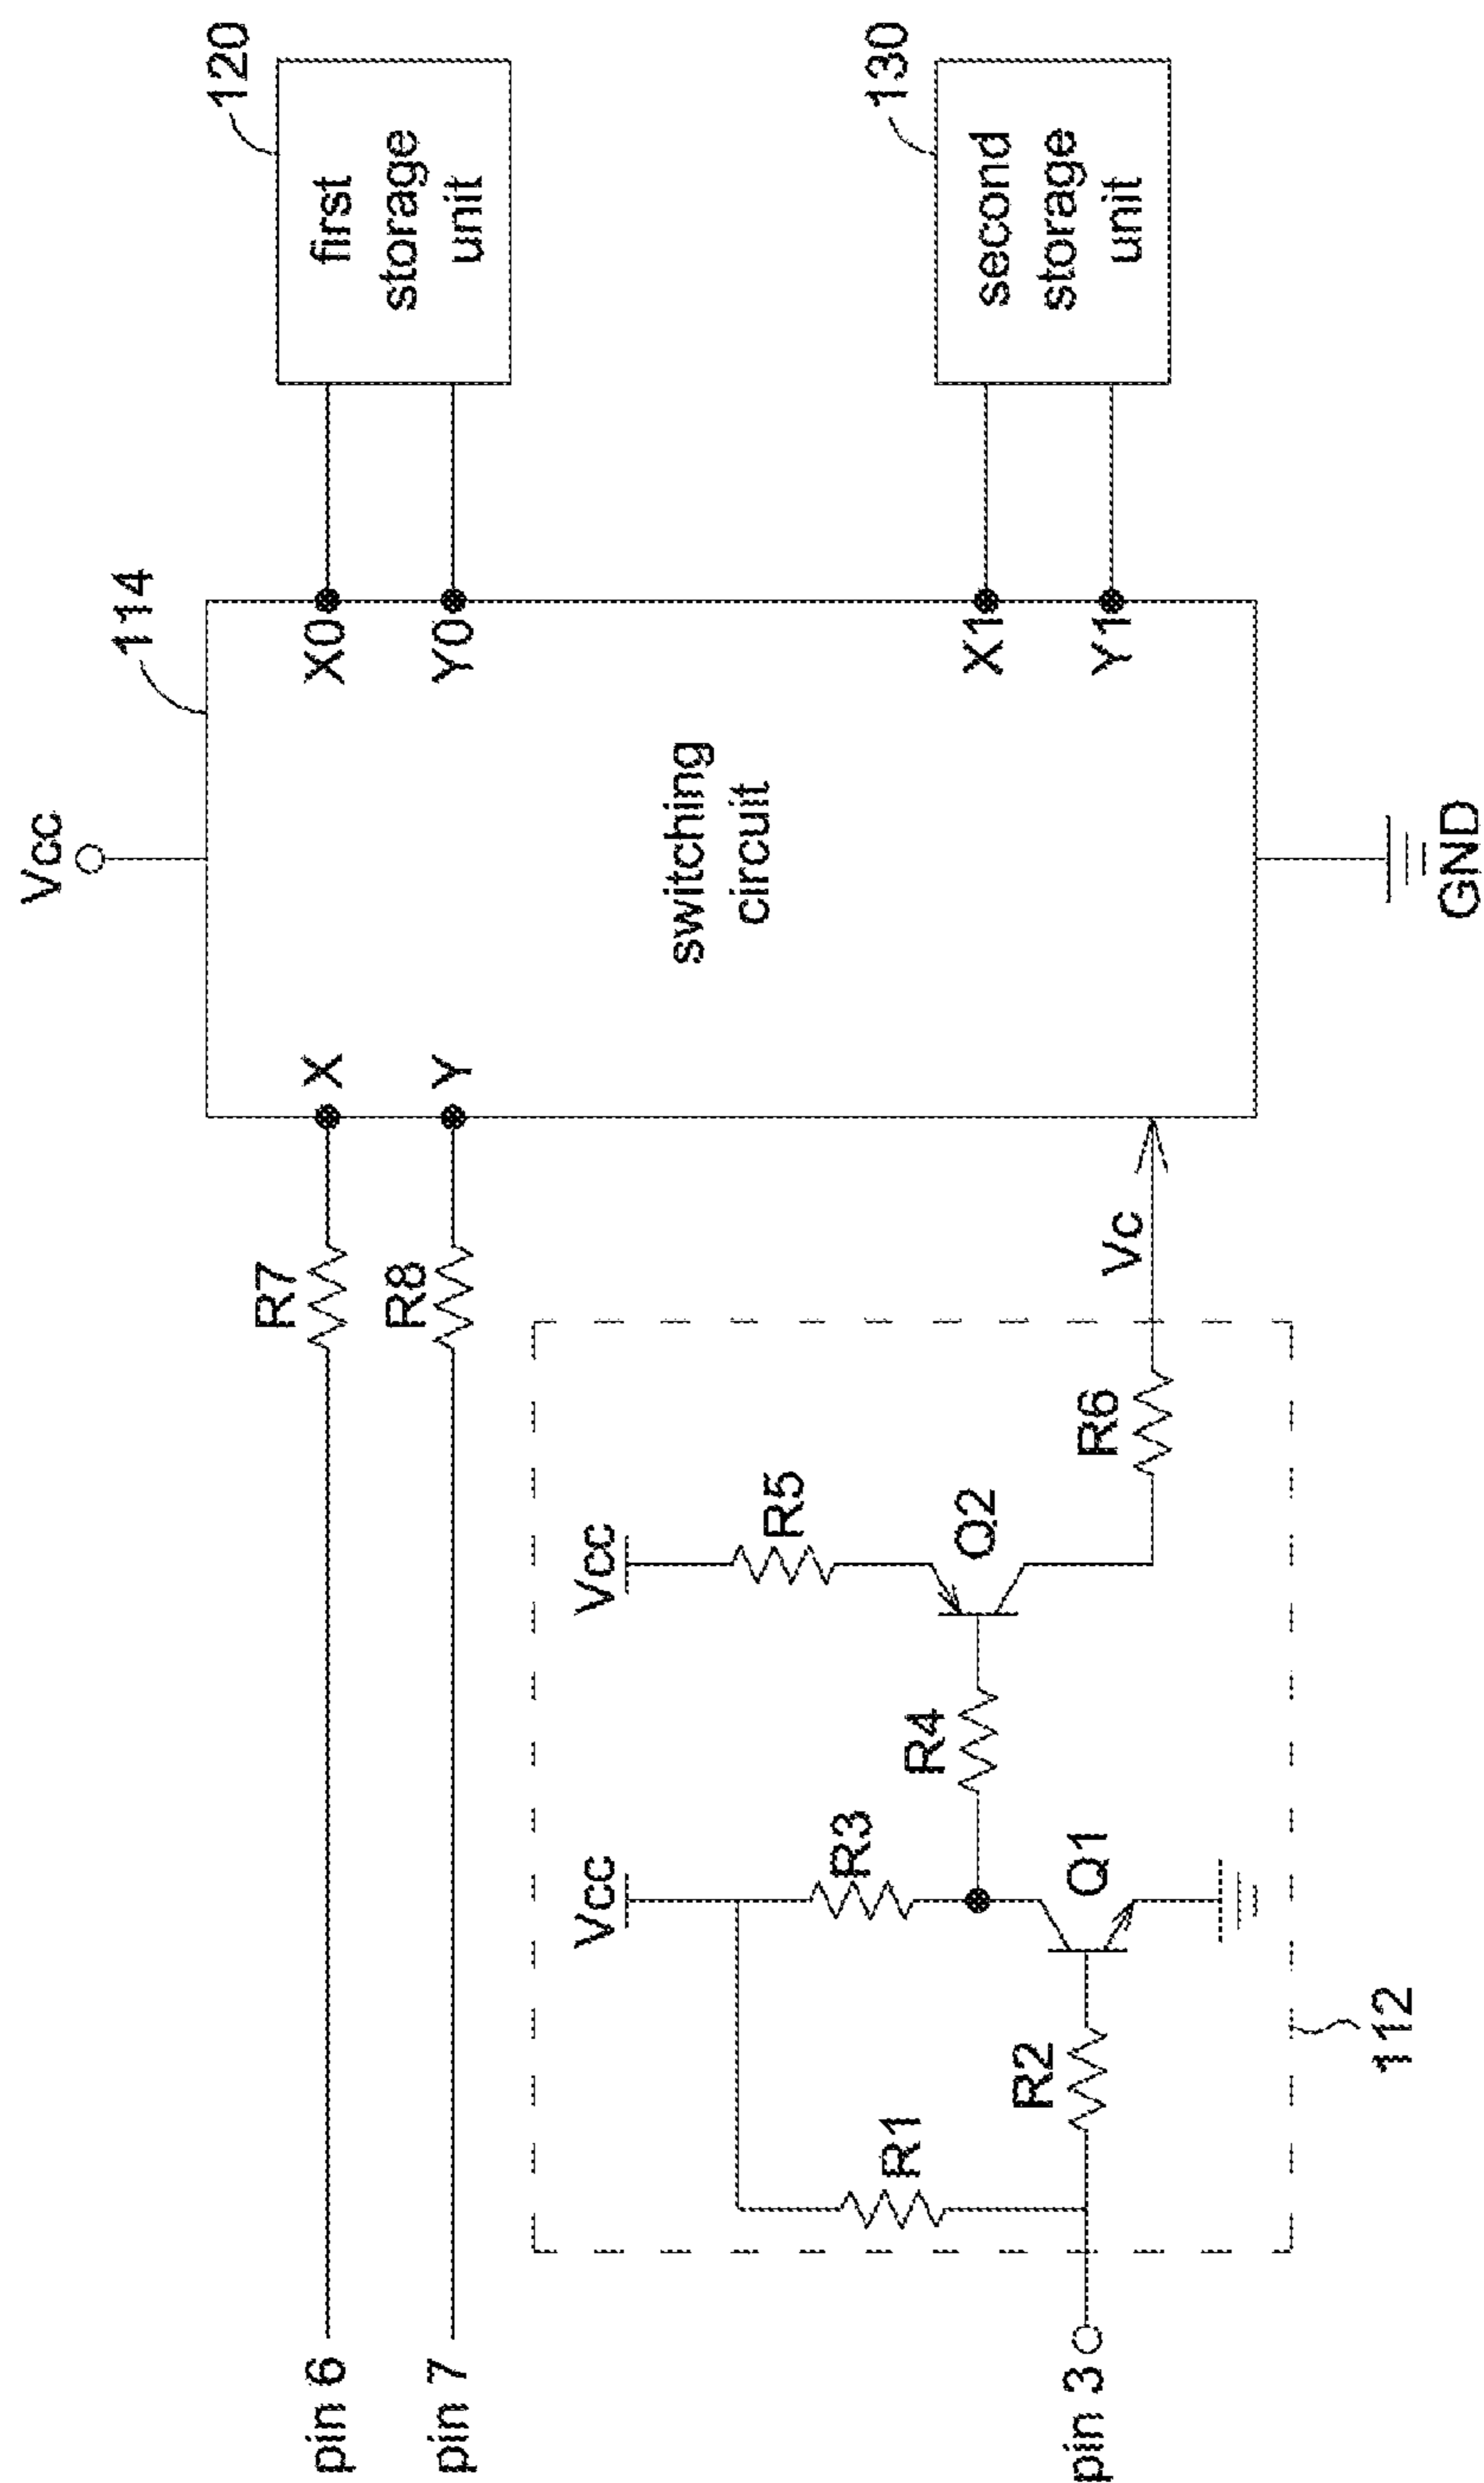 Vcc
114
120
pin 6
R7
X
X0
first
storage
unit
pin 7
R8
Y
Y0
Vcc
Vcc
switching
circuit
R1
R3
R4
R5
Q2
130
X1
second
storage
unit
Y1
pin 3
R2
Q1
R6
Vc
112
GND